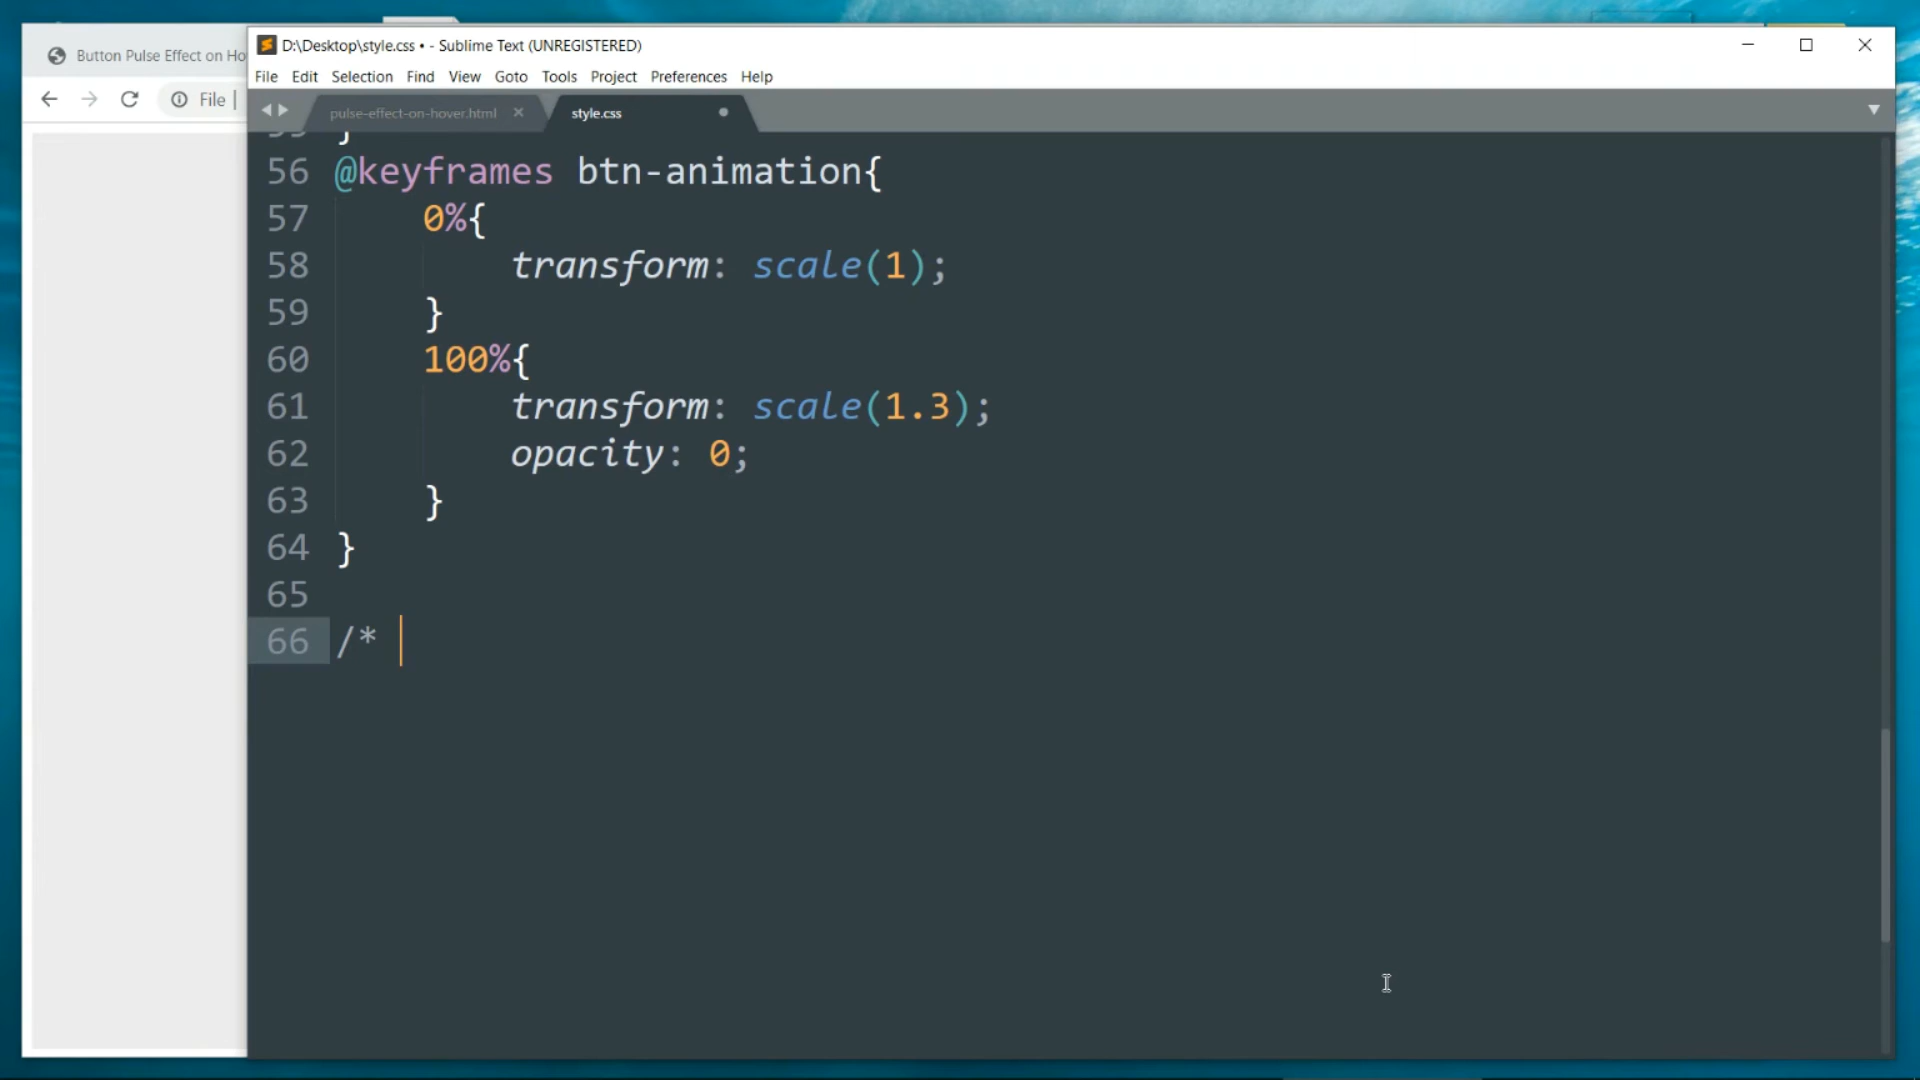 Button Pulse Effect on Ho
File
D:\Desktop\style.css • - Sublime Text (UNREGISTERED)
File Edit Selection Find View Goto Tools Project Preferences Help
pulse-effect-on-hover.html
style.css
55 }
56 @keyframes btn-animation{
57 0%{
58 transform: scale(1);
59 }
60 100%{
61 transform: scale(1.3);
62 opacity: 0;
63 }
64 }
65
66 /*